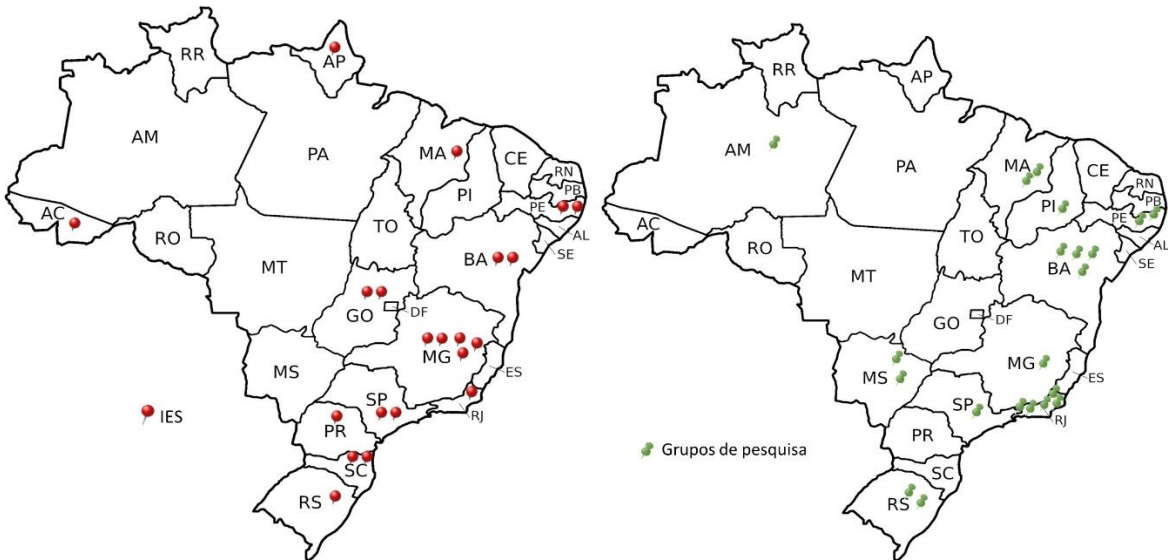 RR
AP
AM
PA
MA
CE
RN
PB
PI
PE
AC
AL
TO
SE
RO
BA
MT
GO
DF
MG
MS
ES
SP
RJ
IES
PR
SC
RS
RR
AP
AM
PA
MA
CE
RN
PB
PI
PE
AC
AL
TO
RO
SE
BA
MT
GO
DF
MG
MS
ES
SP
RJ
PR
Grupos de pesquisa
SC
RS